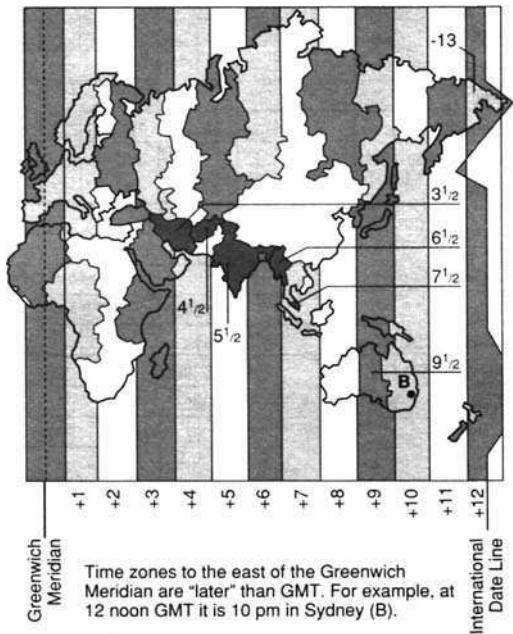 -13
3 1/2
6 1/2
7 1/2
4 1/2
5 1/2
9 1/2
B
+1
+2
+3
+4
+5
+6
+7
+8
+9
+10
+11
+12
Greenwich
Meridian
International
Date Line
Time zones to the east of the Greenwich
Meridian are “later” than GMT. For example, at
12 noon GMT it is 10 pm in Sydney (B).